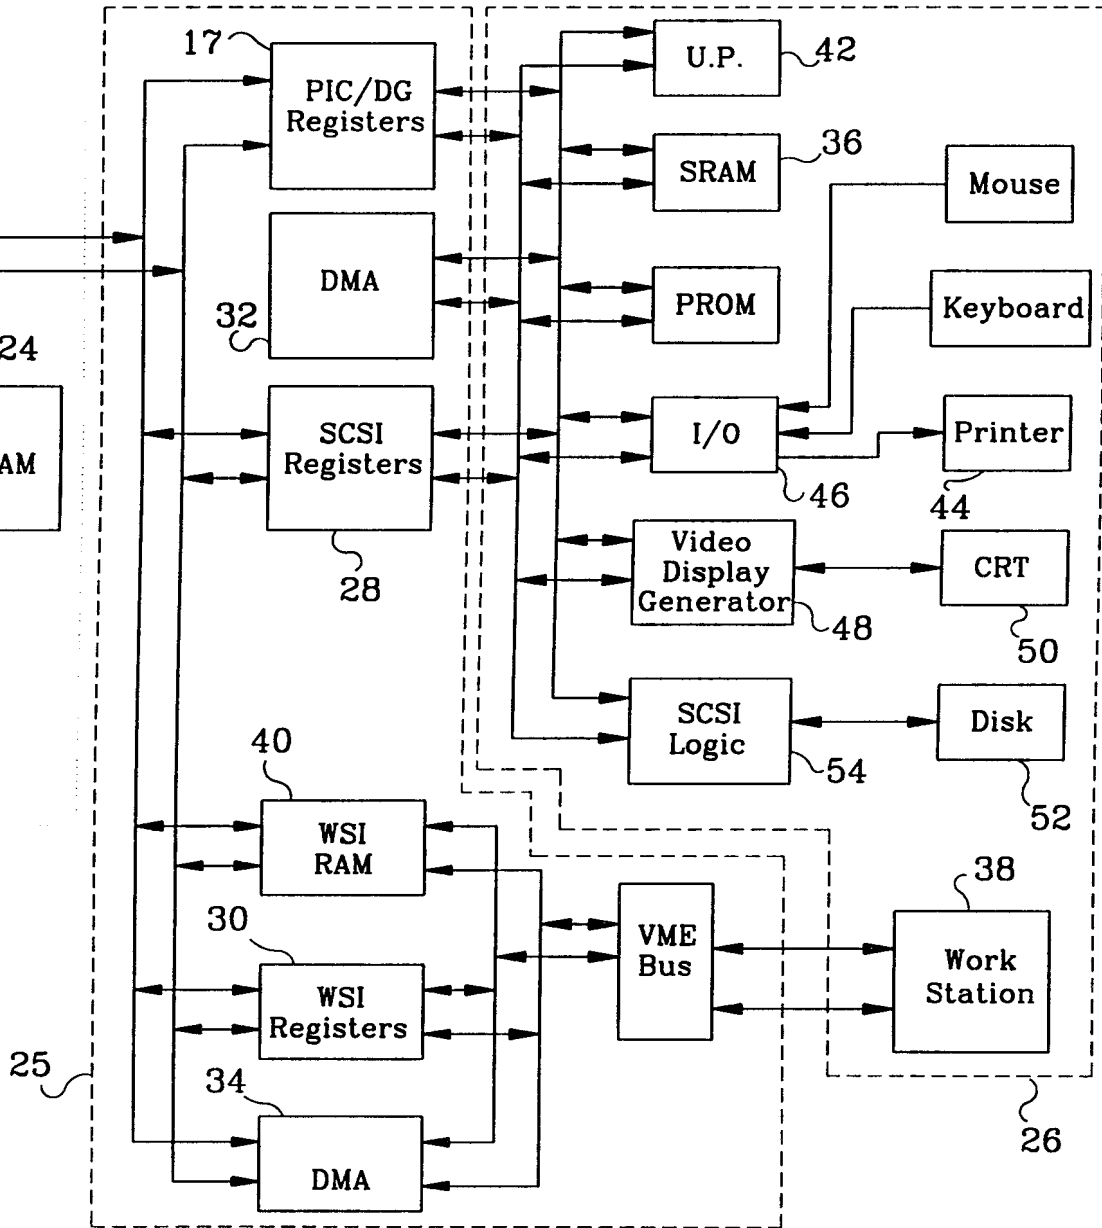 17
PIC/DG
Registers
U.P.
42
SRAM
36
Mouse
DMA
32
PROM
Keyboard
24
AM
SCSI
Registers
28
I/O
46
Printer
44
Video
Display
Generator
48
CRT
50
SCSI
Logic
54
Disk
52
40
WSI
RAM
30
WSI
Registers
VME
Bus
38
Work
Station
25
34
DMA
26